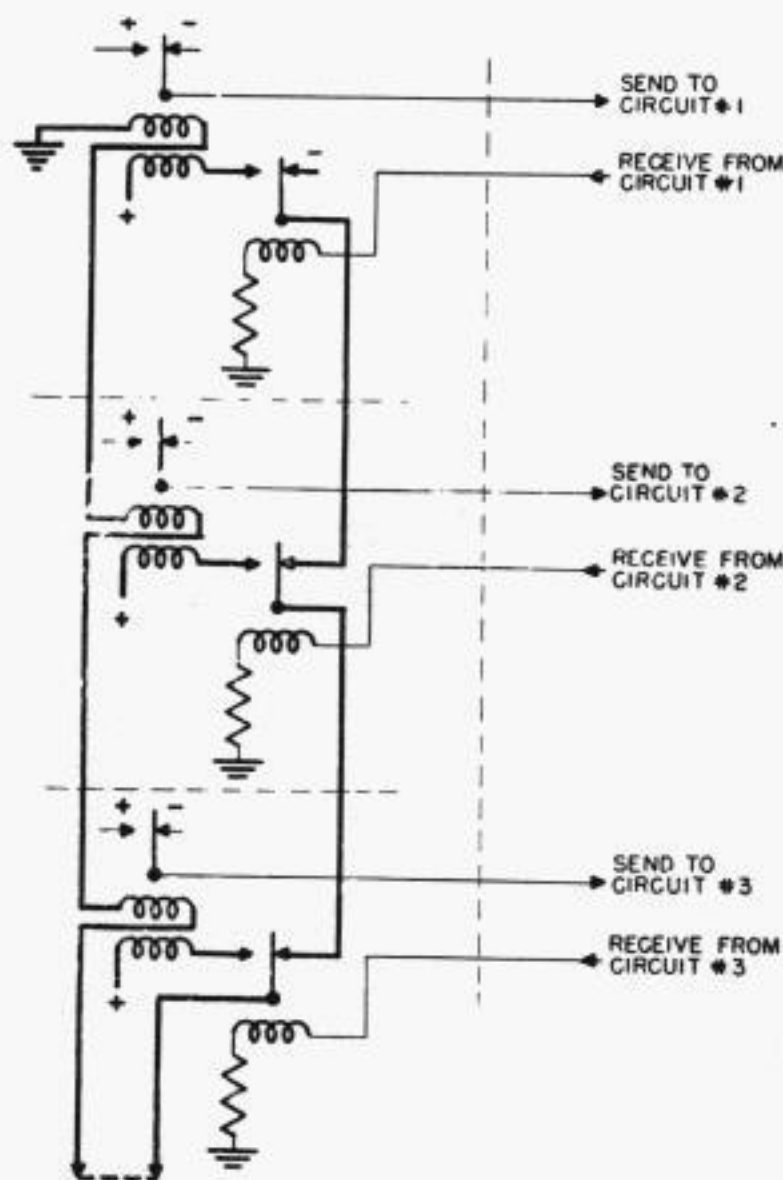 + -
SEND TO
CIRCUIT #1
-
RECEIVE FROM
CIRCUIT #1
+
+ -
SEND TO
CIRCUIT #2
RECEIVE FROM
CIRCUIT #2
+
+ -
SEND TO
CIRCUIT #3
RECEIVE FROM
CIRCUIT #3
+